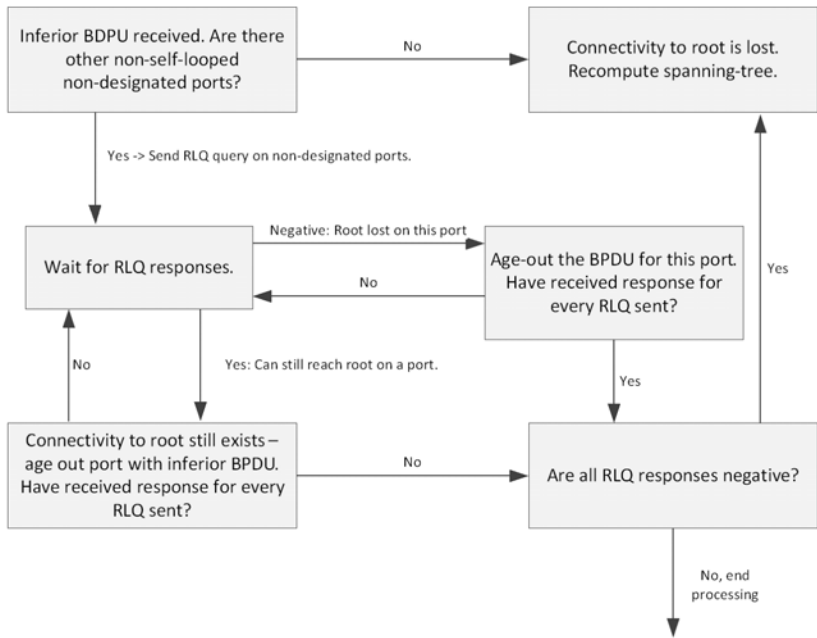 Inferior BDPU received. Are there
other non-self-looped
non-designated ports?
No
Connectivity to root is lost.
Recompute spanning-tree.
Yes -> Send RLQ query on non-designated ports.
Wait for RLQ responses.
Negative: Root lost on this port
No
Age-out the BPDU for this port.
Have received response for
every RLQ sent?
Yes
No
Yes: Can still reach root on a port.
Yes
Connectivity to root still exists –
age out port with inferior BPDU.
Have received response for every
RLQ sent?
No
Are all RLQ responses negative?
No, end
processing